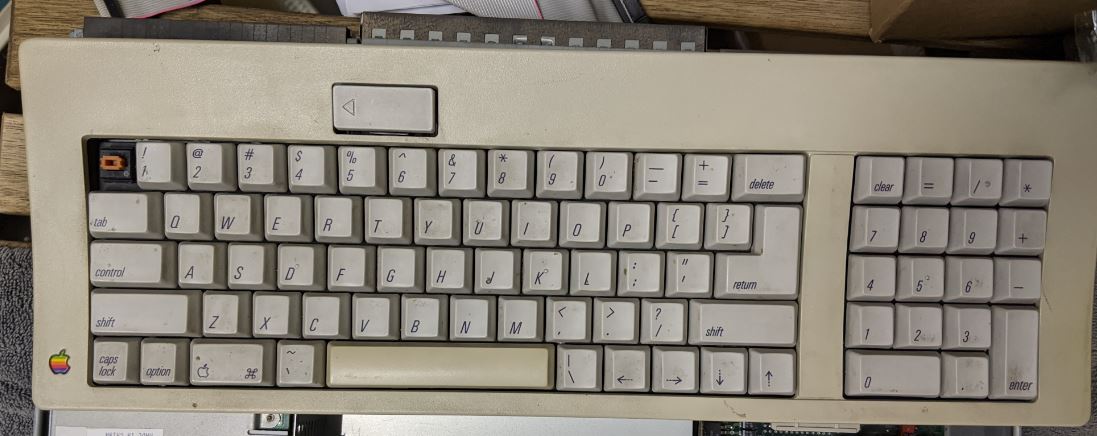 ! @ # $ % ^ & * ( ) — +
1 2 3 4 5 6 7 8 9 0 - = delete clear = / *
tab Q W E R T Y U I O P [ ] 7 8 9 +
[ ]
control A S D F G H J K L : " return 4 5 6 −
; '
shift Z X C V B N M < > ? shift 1 2 3
, . /
caps lock option ⌘ ~ | ← → ↓ ↑ 0 . enter
` \